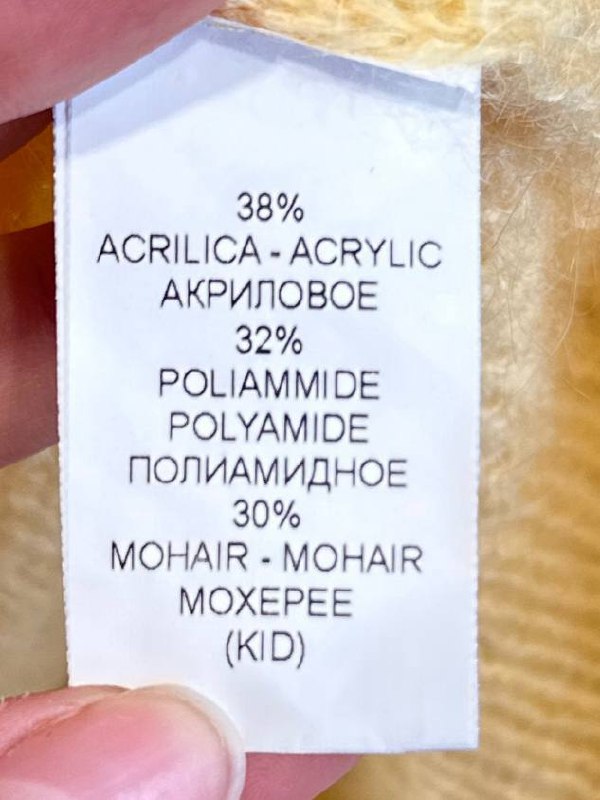 38%
ACRILICA - ACRYLIC
АКРИЛОВОЕ
32%
POLIAMMIDE
POLYAMIDE
ПОЛИАМИДНОЕ
30%
MOHAIR - MOHAIR
МОХЕРЕЕ
(KID)